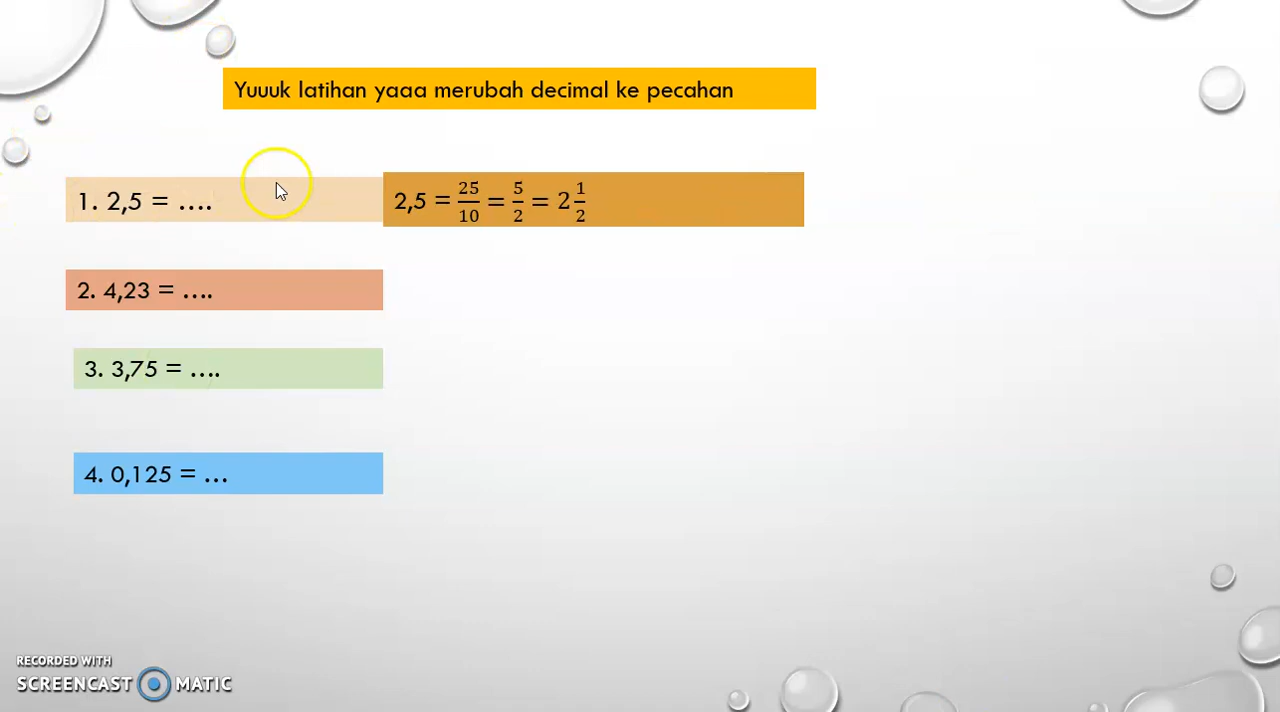 Yuuuk latihan yaaa merubah decimal ke pecahan
1. 2,5 = ….
2,5 = 25/10 = 5/2 = 2 1/2
2. 4,23 = ….
3. 3,75 = ….
4. 0,125 = …
RECORDED WITH
SCREENCAST MATIC